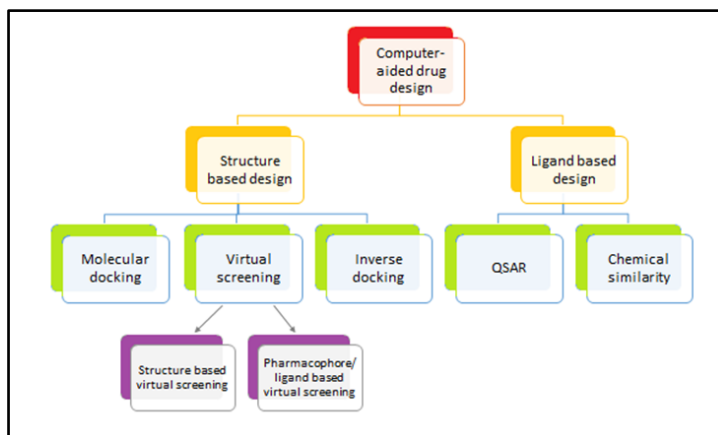 Computer-
aided drug
design
Structure
based design
Ligand based
design
Molecular
docking
Virtual
screening
Inverse
docking
QSAR
Chemical
similarity
Structure based
virtual screening
Pharmacophore/
ligand based
virtual screening